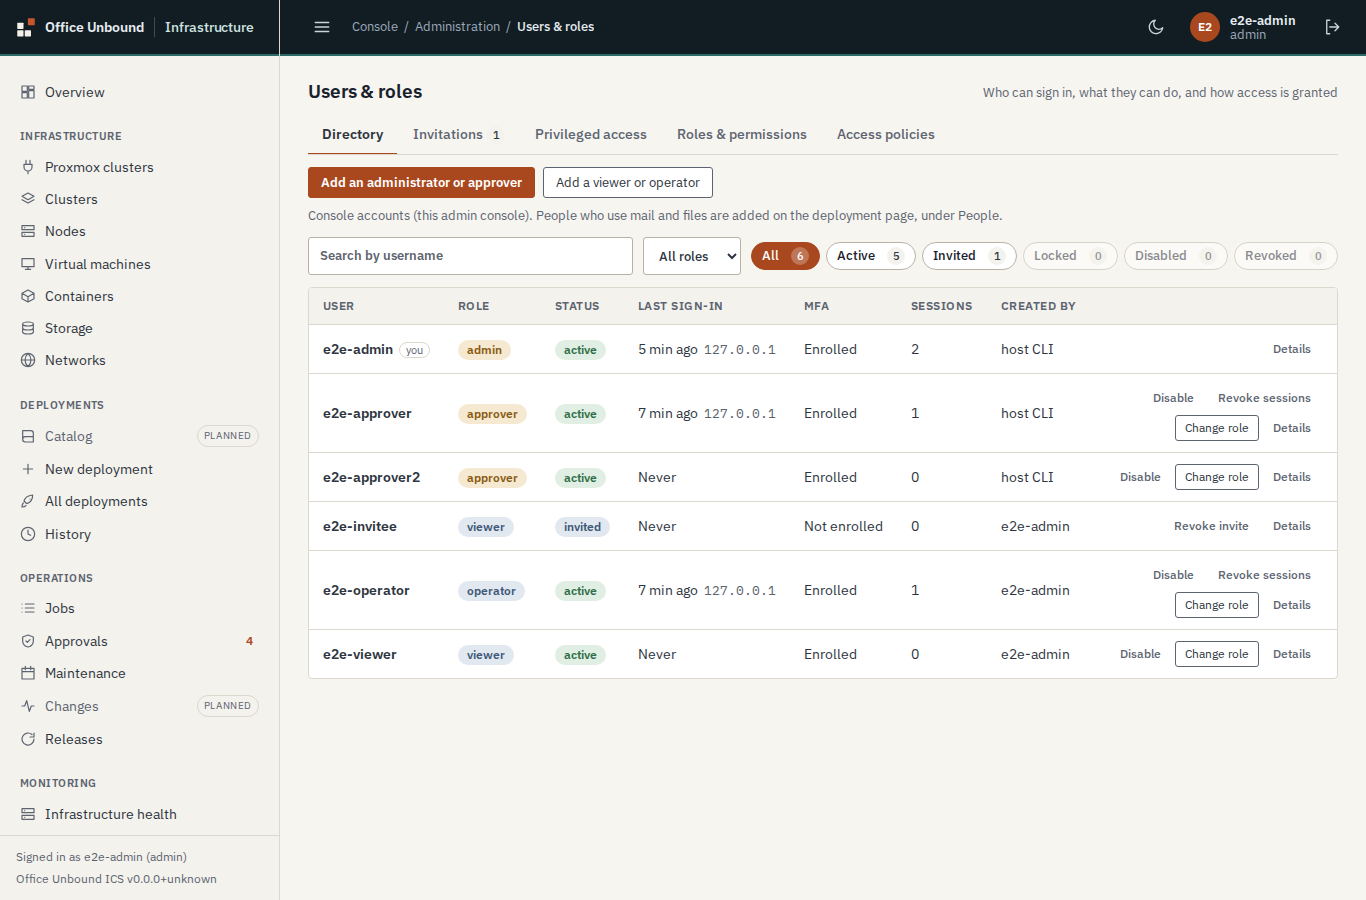 Office Unbound Infrastructure
Console / Administration / Users & roles
E2 e2e-admin
admin
Overview
INFRASTRUCTURE
Proxmox clusters
Clusters
Nodes
Virtual machines
Containers
Storage
Networks
DEPLOYMENTS
Catalog PLANNED
New deployment
All deployments
History
OPERATIONS
Jobs
Approvals 4
Maintenance
Changes PLANNED
Releases
MONITORING
Infrastructure health
Signed in as e2e-admin (admin)
Office Unbound ICS v0.0.0+unknown
Users & roles
Who can sign in, what they can do, and how access is granted
Directory Invitations 1 Privileged access Roles & permissions Access policies
Add an administrator or approver Add a viewer or operator
Console accounts (this admin console). People who use mail and files are added on the deployment page, under People.
Search by username All roles All 6 Active 5 Invited 1 Locked 0 Disabled 0 Revoked 0
USER ROLE STATUS LAST SIGN-IN MFA SESSIONS CREATED BY
e2e-admin you admin active 5 min ago 127.0.0.1 Enrolled 2 host CLI Details
e2e-approver approver active 7 min ago 127.0.0.1 Enrolled 1 host CLI Disable Revoke sessions
Change role Details
e2e-approver2 approver active Never Enrolled 0 host CLI Disable Change role Details
e2e-invitee viewer invited Never Not enrolled 0 e2e-admin Revoke invite Details
e2e-operator operator active 7 min ago 127.0.0.1 Enrolled 1 e2e-admin Disable Revoke sessions
Change role Details
e2e-viewer viewer active Never Enrolled 0 e2e-admin Disable Change role Details